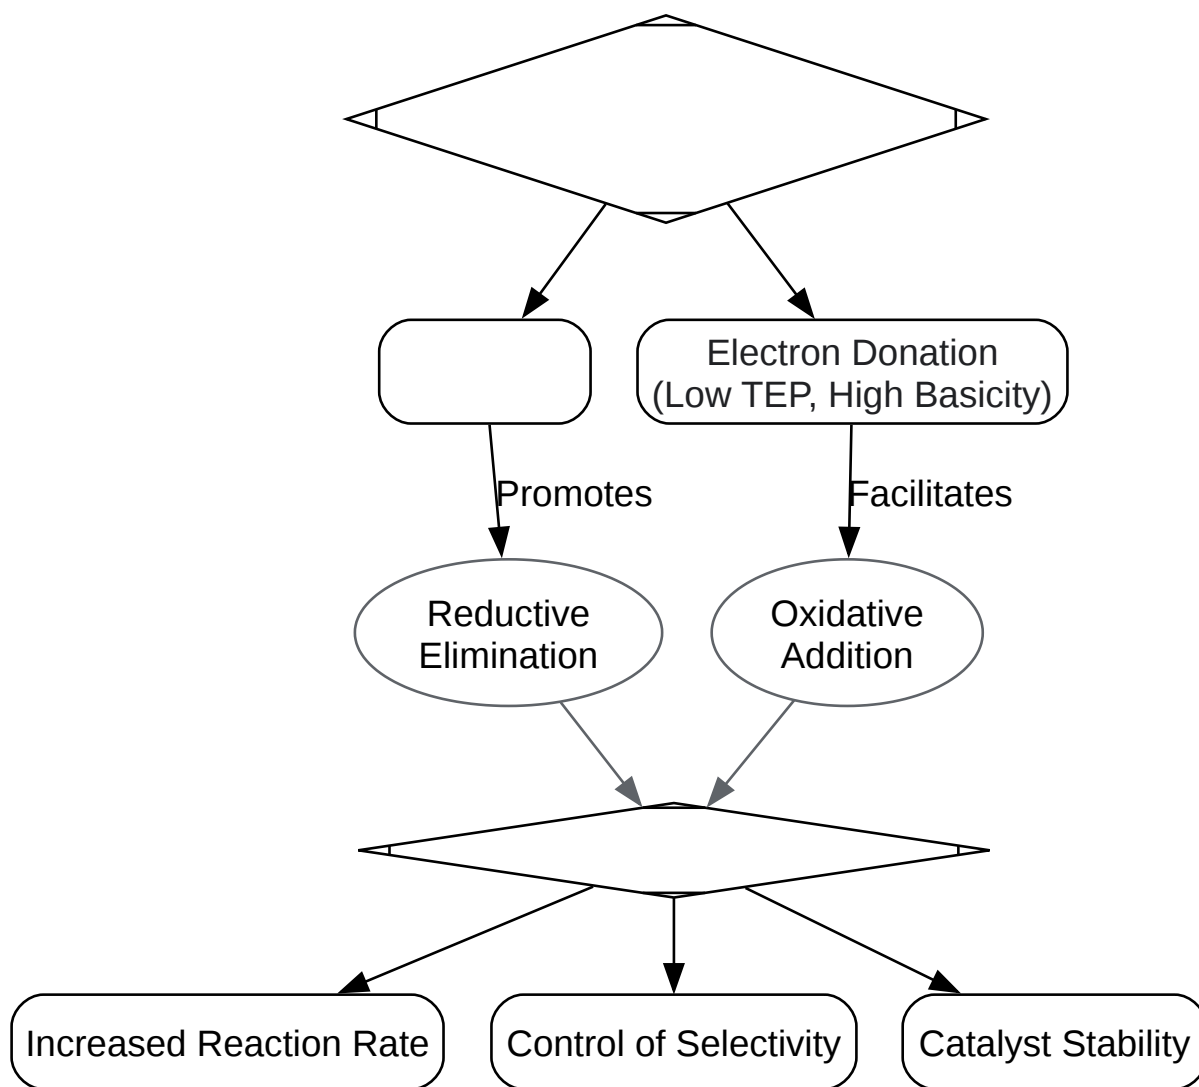 Electron Donation
(Low TEP, High Basicity)
Promotes
Facilitates
Reductive
Elimination
Oxidative
Addition
Increased Reaction Rate
Control of Selectivity
Catalyst Stability